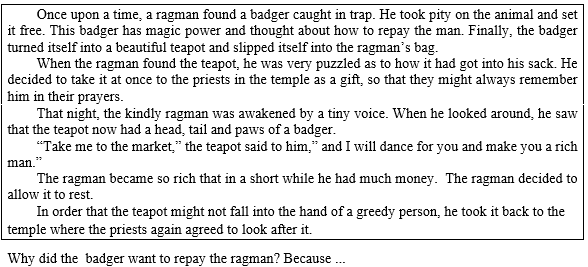 Once upon a time, a ragman found a badger caught in trap. He took pity on the animal and set
it free. This badger has magic power and thought about how to repay the man. Finally, the badger
turned itself into a beautiful teapot and slipped itself into the ragman’s bag.
When the ragman found the teapot, he was very puzzled as to how it had got into his sack. He
decided to take it at once to the priests in the temple as a gift, so that they might always remember
him in their prayers.
That night, the kindly ragman was awakened by a tiny voice. When he looked around, he saw
that the teapot now had a head, tail and paws of a badger.
“Take me to the market,” the teapot said to him,” and I will dance for you and make you a rich
man.”
The ragman became so rich that in a short while he had much money.  The ragman decided to
allow it to rest.
In order that the teapot might not fall into the hand of a greedy person, he took it back to the
temple where the priests again agreed to look after it.
Why did the  badger want to repay the ragman? Because ...